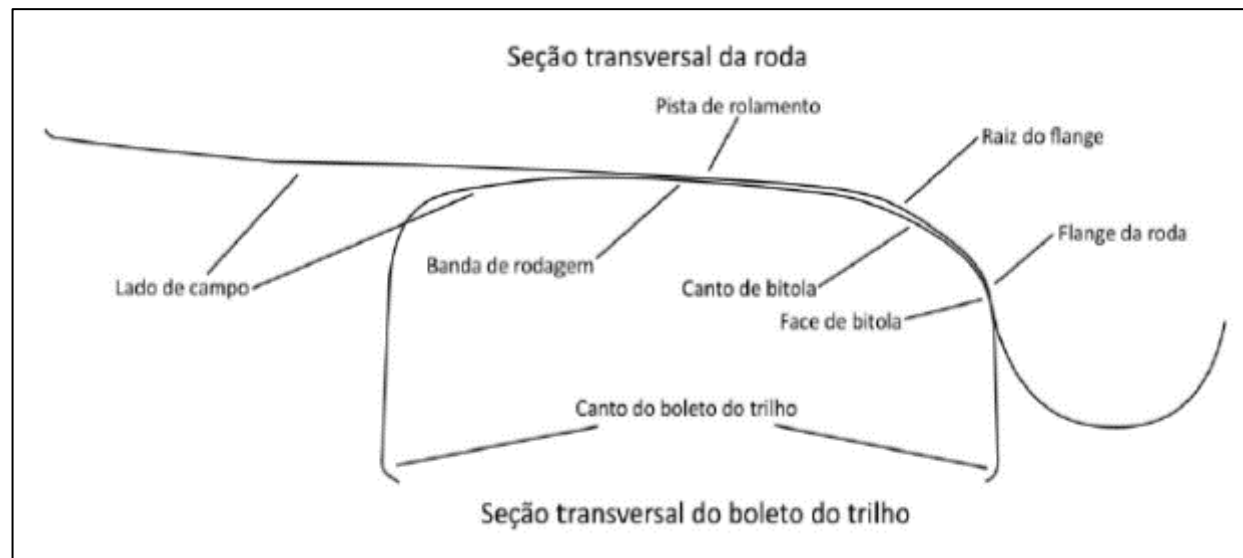 Seção transversal da roda
Pista de rolamento
Raiz do flange
Flange da roda
Banda de rodagem
Lado de campo
Canto de bitola
Face de bitola
Canto do boleto do trilho
Seção transversal do boleto do trilho